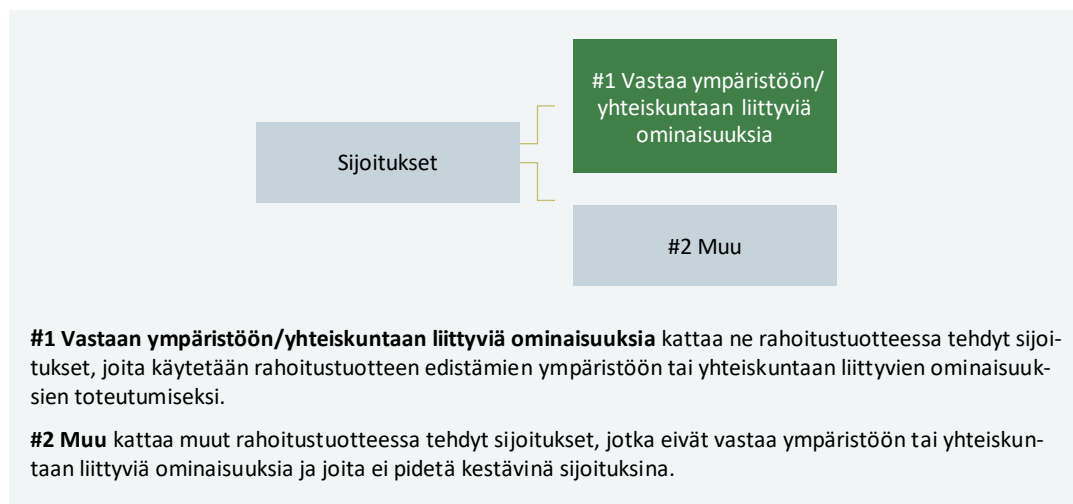 #1 Vastaa ympäristöön/
yhteiskuntaan liittyviä
ominaisuuksia
Sijoitukset
#2 Muu
#1 Vastaan ympäristöön/yhteiskuntaan liittyviä ominaisuuksia kattaa ne rahoitustuotteessa tehdyt sijoi-
tukset, joita käytetään rahoitustuotteen edistämien ympäristöön tai yhteiskuntaan liittyvien ominaisuuk-
sien toteutumiseksi.
#2 Muu kattaa muut rahoitustuotteessa tehdyt sijoitukset, jotka eivät vastaa ympäristöön tai yhteiskun-
taan liittyviä ominaisuuksia ja joita ei pidetä kestävinä sijoituksina.